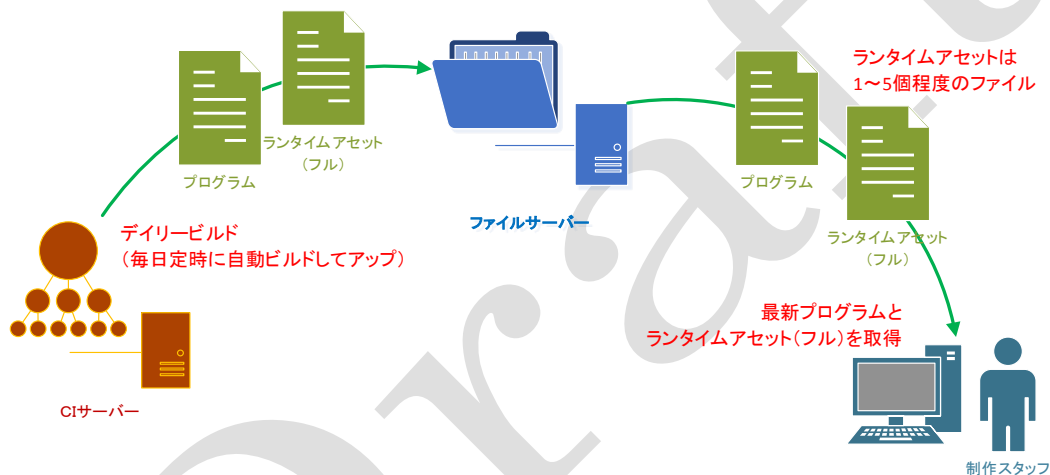 ランタイムアセット
（フル）
プログラム
デイリービルド
（毎日定時に自動ビルドしてアップ）
CIサーバー
ファイルサーバー
ランタイムアセットは
1～5個程度のファイル
プログラム
ランタイムアセット
（フル）
最新プログラムと
ランタイムアセット(フル)を取得
制作スタッフ
Draft